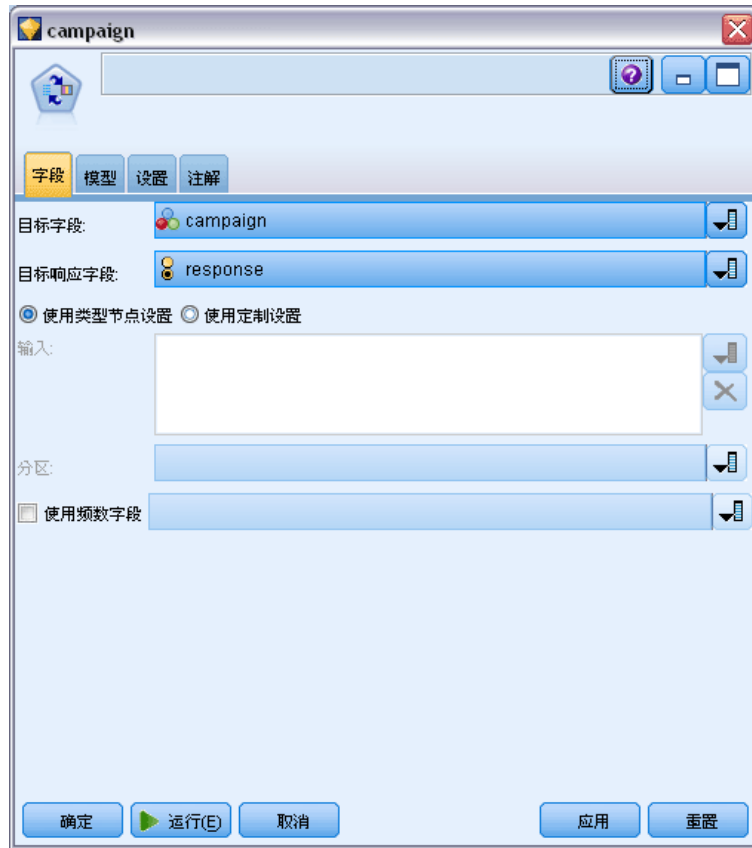 campaign
字段 模型 设置 注解
目标字段: campaign
目标响应字段: response
使用类型节点设置 使用定制设置
输入:
分区:
使用频数字段
确定 运行(E) 取消 应用 重置